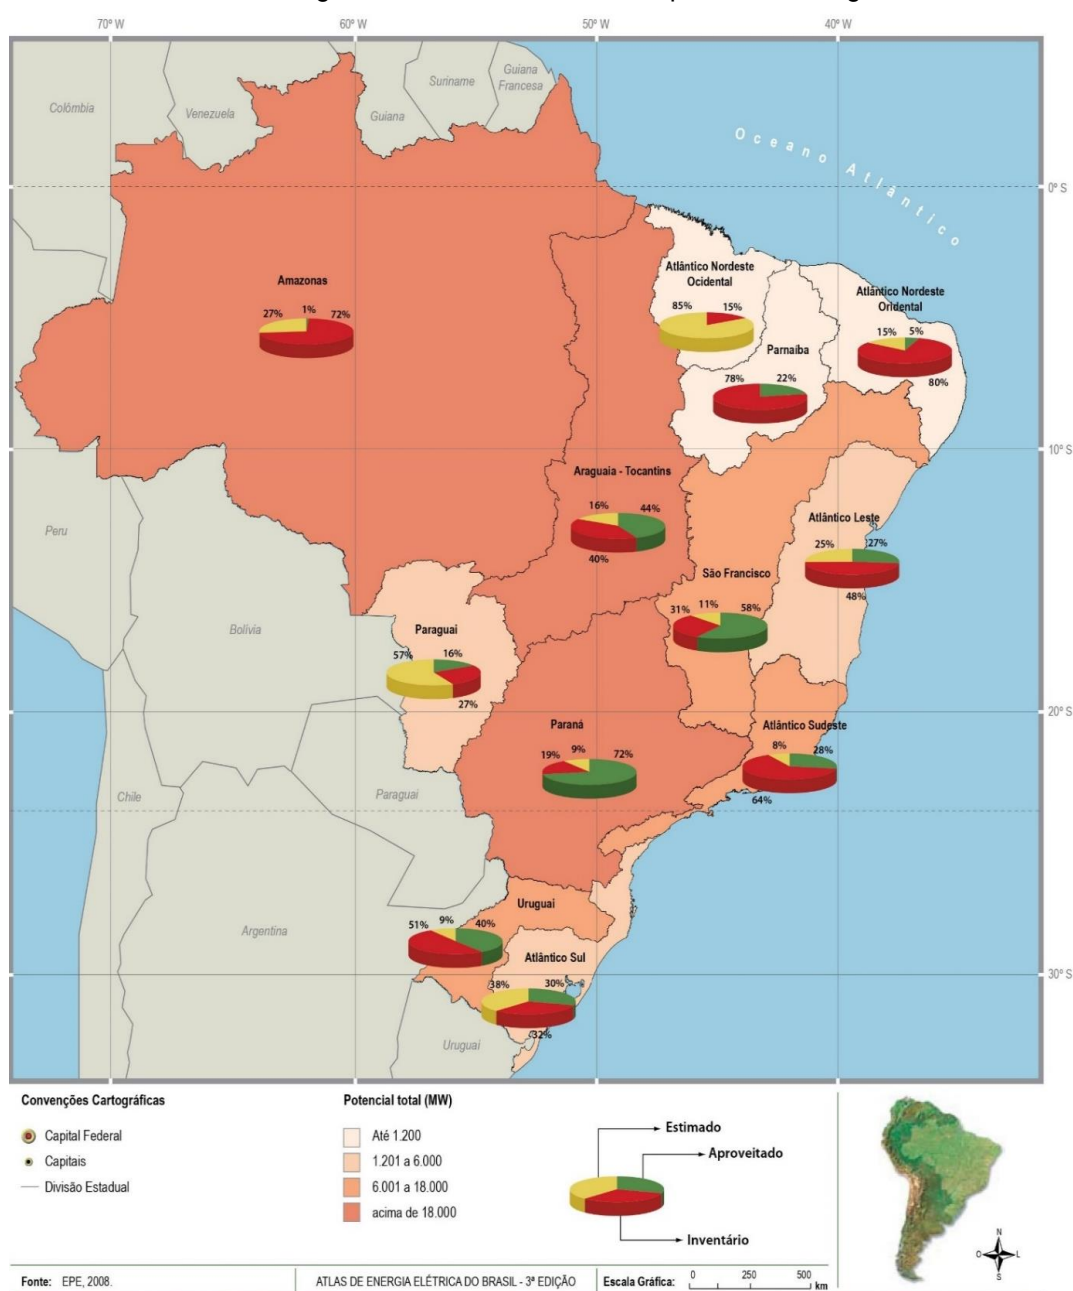 70° W 60° W 50° W 40° W
Colômbia
Venezuela
Guiana
Suriname
Guiana
Francesa
Oceano Atlântico
0° S
Amazonas
27% 1% 72%
Atlântico Nordeste
Ocidental
85% 15%
Atlântico Nordeste
Oridental
15% 5%
80%
Parnaíba
78% 22%
10° S
Peru
Araguaia - Tocantins
16% 44%
40%
Atlântico Leste
25% 27%
48%
São Francisco
31% 11% 58%
Bolívia
Paraguai
57% 16%
27%
20° S
Paraná
19% 9% 72%
Atlântico Sudeste
8% 28%
64%
Chile
Paraguai
Uruguai
51% 9% 40%
Argentina
Atlântico Sul
38% 30%
32%
30° S
Uruguai
Convenções Cartográficas
Capital Federal
Capitais
Divisão Estadual
Potencial total (MW)
Até 1.200
1.201 a 6.000
6.001 a 18.000
acima de 18.000
Estimado
Aproveitado
Inventário
N
O L
S
Fonte: EPE, 2008.
ATLAS DE ENERGIA ELÉTRICA DO BRASIL - 3ª EDIÇÃO
Escala Gráfica: 0 250 500 km